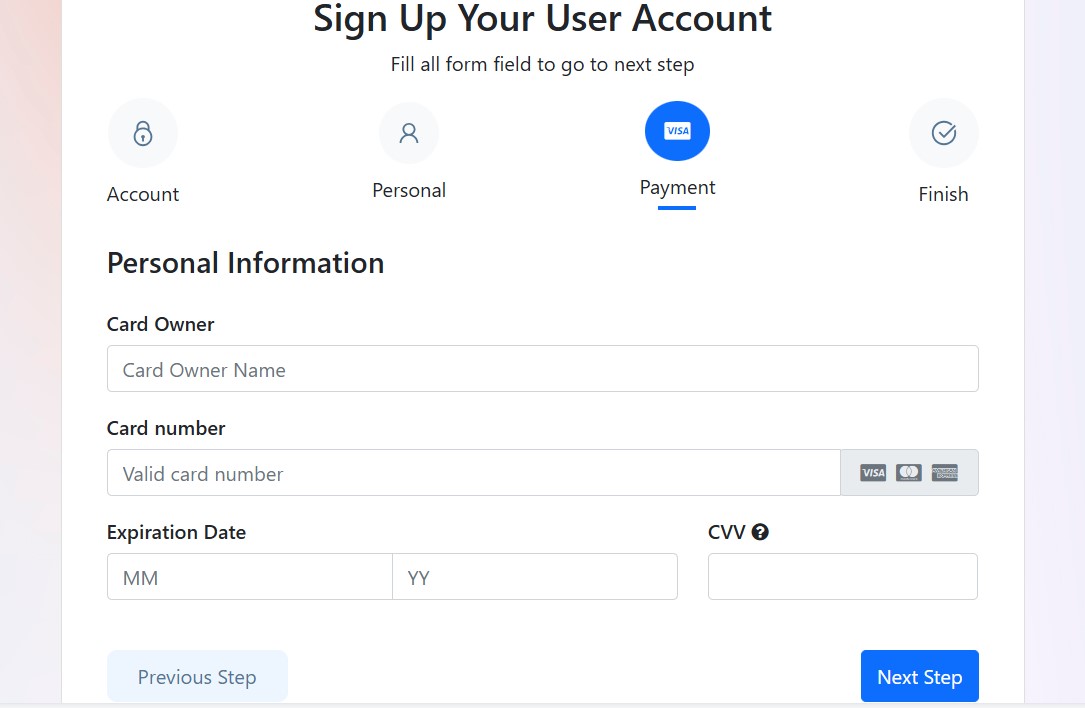 Sign Up Your User Account
Fill all form field to go to next step
VISA
Account
Personal
Payment
Finish
Personal Information
Card Owner
Card Owner Name
Card number
Valid card number
VISA
Expiration Date
CVV ?
MM
YY
Previous Step
Next Step